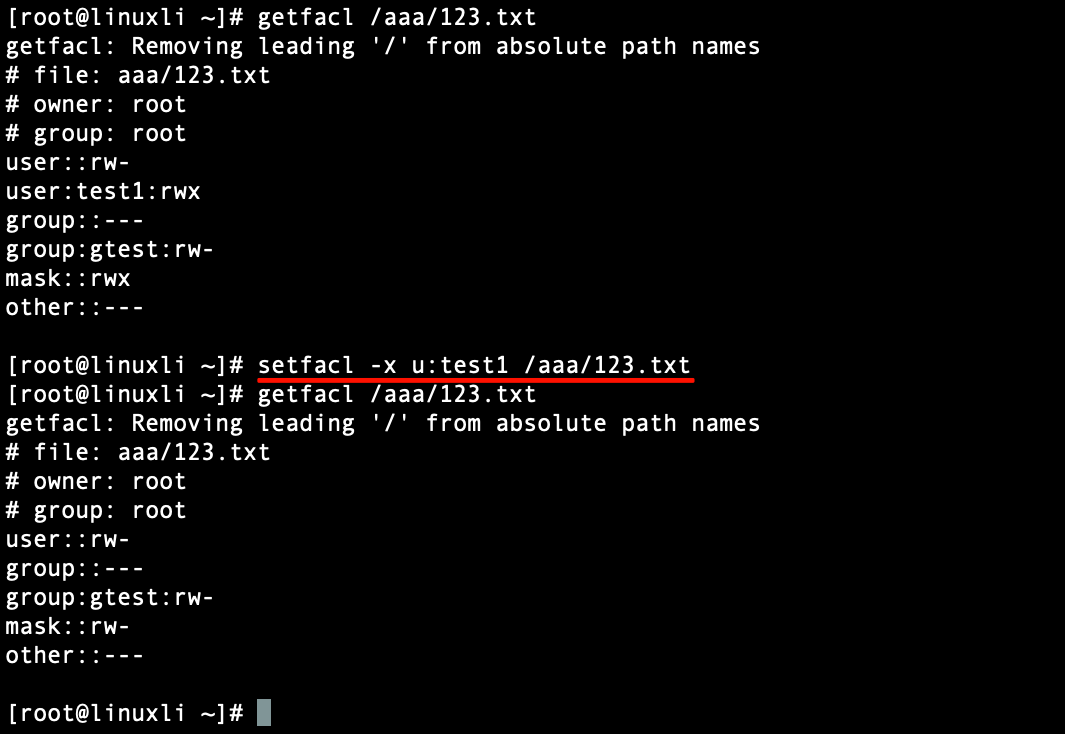 [root@linuxli ~]# getfacl /aaa/123.txt
getfacl: Removing leading '/' from absolute path names
# file: aaa/123.txt
# owner: root
# group: root
user::rw-
user:test1:rwx
group::---
group:gtest:rw-
mask::rwx
other::---
[root@linuxli ~]# setfacl -x u:test1 /aaa/123.txt
[root@linuxli ~]# getfacl /aaa/123.txt
getfacl: Removing leading '/' from absolute path names
# file: aaa/123.txt
# owner: root
# group: root
user::rw-
group::---
group:gtest:rw-
mask::rw-
other::---
[root@linuxli ~]#